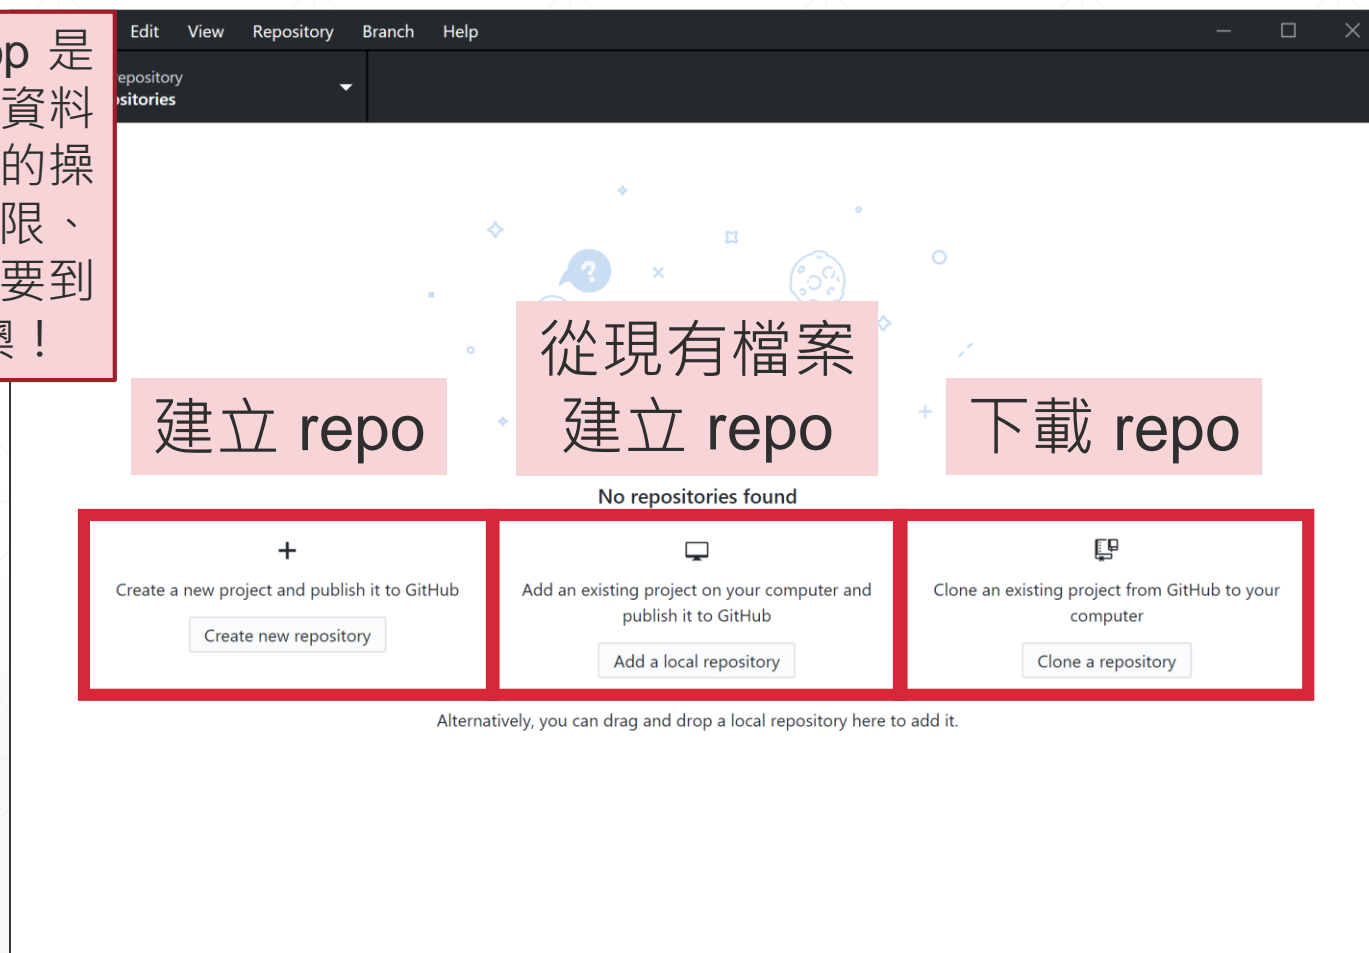 Edit View Repository Branch Help
是
資料
的操
限、
要到
！
建立 repo
從現有檔案
建立 repo
下載 repo
No repositories found
Create a new project and publish it to GitHub
Create new repository
Add an existing project on your computer and
publish it to GitHub
Add a local repository
Clone an existing project from GitHub to your
computer
Clone a repository
Alternatively, you can drag and drop a local repository here to add it.